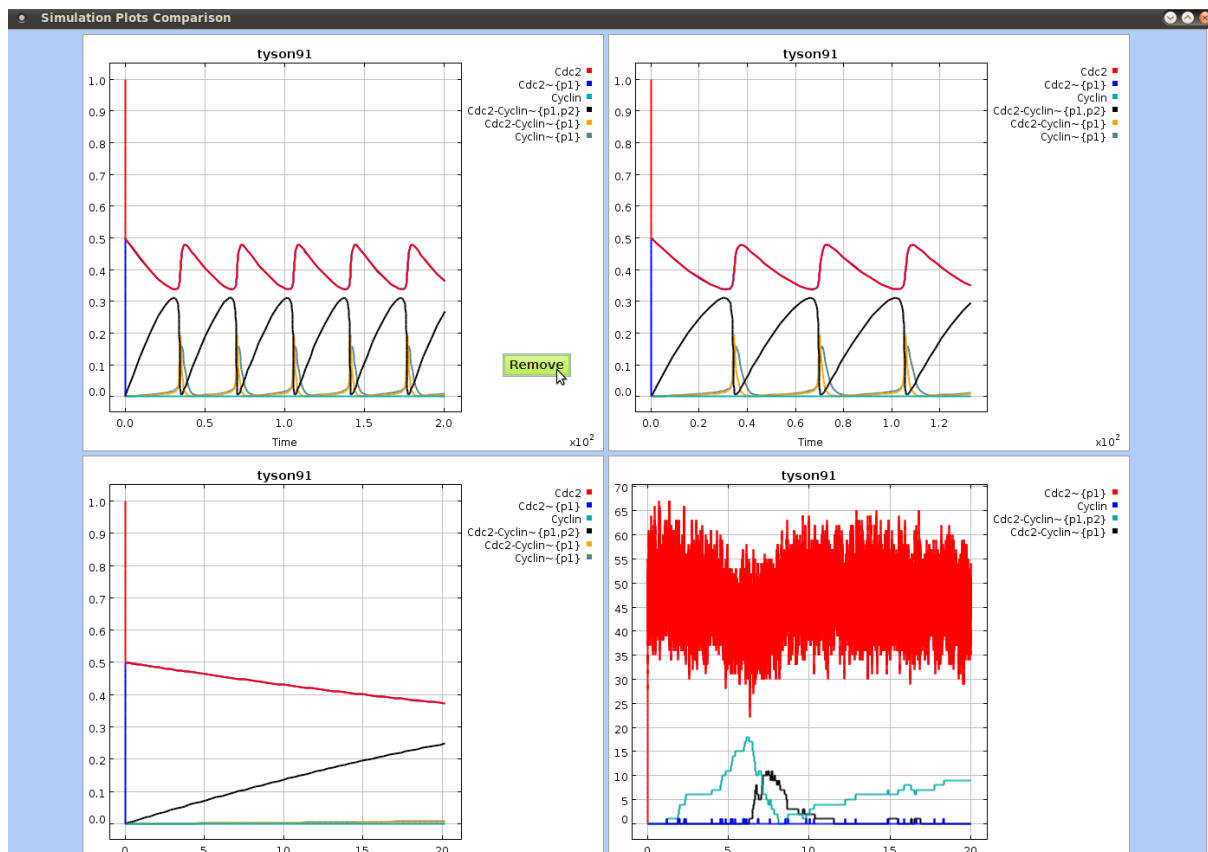 Simulation Plots Comparison
tyson91
Cdc2
Cdc2~{p1}
Cyclin
Cdc2-Cyclin~{p1,p2}
Cdc2-Cyclin~{p1}
Cyclin~{p1}
1.0
0.9
0.8
0.7
0.6
0.5
0.4
0.3
0.2
0.1
0.0
0.0 0.5 1.0 1.5 2.0
Time
x10²
Remove
tyson91
Cdc2
Cdc2~{p1}
Cyclin
Cdc2-Cyclin~{p1,p2}
Cdc2-Cyclin~{p1}
Cyclin~{p1}
1.0
0.9
0.8
0.7
0.6
0.5
0.4
0.3
0.2
0.1
0.0
0.0 0.2 0.4 0.6 0.8 1.0 1.2
Time
x10²
tyson91
Cdc2
Cdc2~{p1}
Cyclin
Cdc2-Cyclin~{p1,p2}
Cdc2-Cyclin~{p1}
Cyclin~{p1}
1.0
0.9
0.8
0.7
0.6
0.5
0.4
0.3
0.2
0.1
0.0
0 5 10 15 20
tyson91
Cdc2~{p1}
Cyclin
Cdc2-Cyclin~{p1,p2}
Cdc2-Cyclin~{p1}
70
65
60
55
50
45
40
35
30
25
20
15
10
5
0
0 5 10 15 20